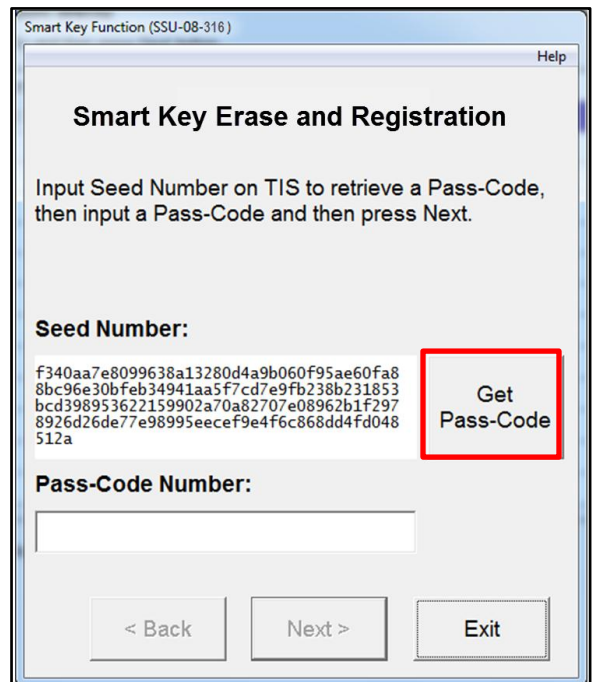 Smart Key Function (SSU-08-316)
Help
Smart Key Erase and Registration
Input Seed Number on TIS to retrieve a Pass-Code,
then input a Pass-Code and then press Next.
Seed Number:
f340aa7e8099638a13280d4a9b060f95ae60fa8
8bc96e30bfeb34941aa5f7cd7e9fb238b231853
bcd398953622159902a70a82707e08962b1f297
8926d26de77e98995eecef9e4f6c868dd4fd048
512a
Get
Pass-Code
Pass-Code Number:
< Back
Next >
Exit